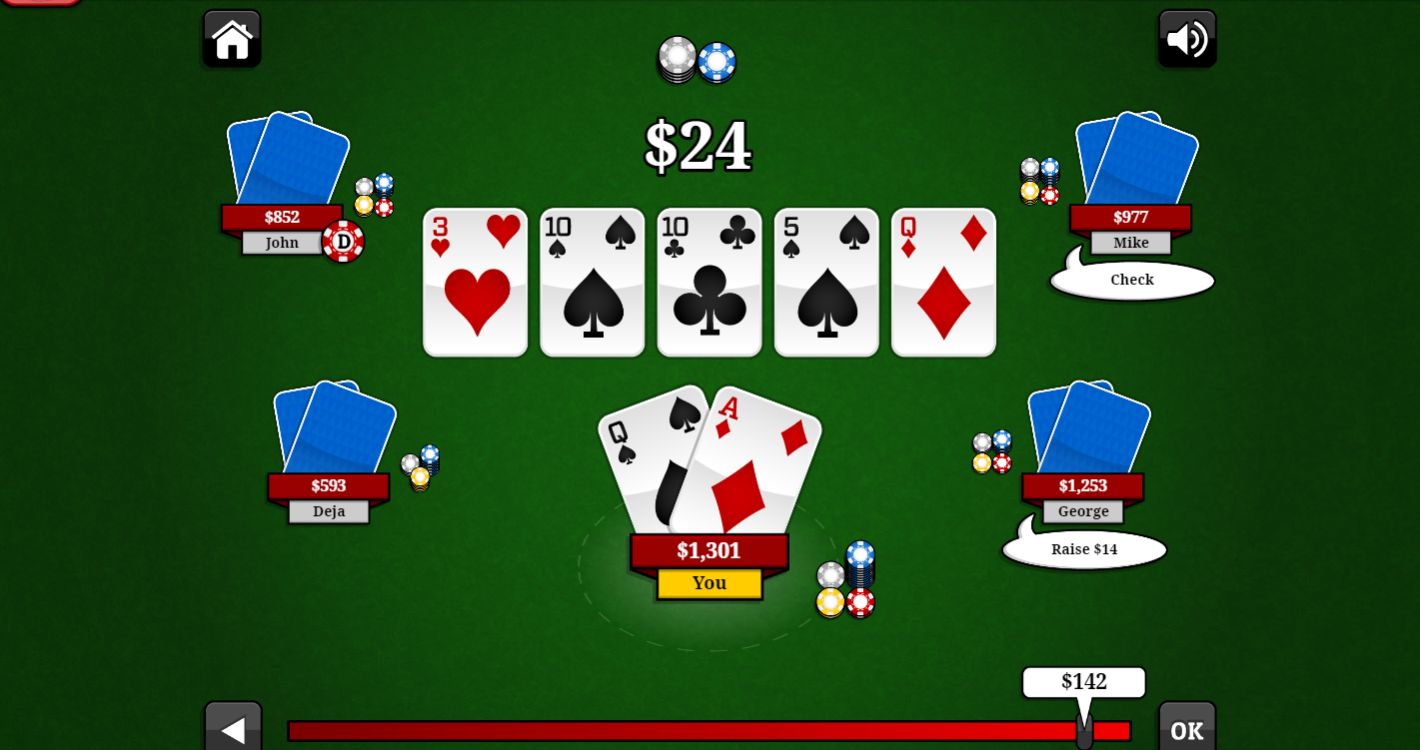 $24
$852
John
D
$977
Mike
Check
3
10
10
5
Q
$593
Deja
Q
A
$1,301
You
$1,253
George
Raise $14
$142
OK